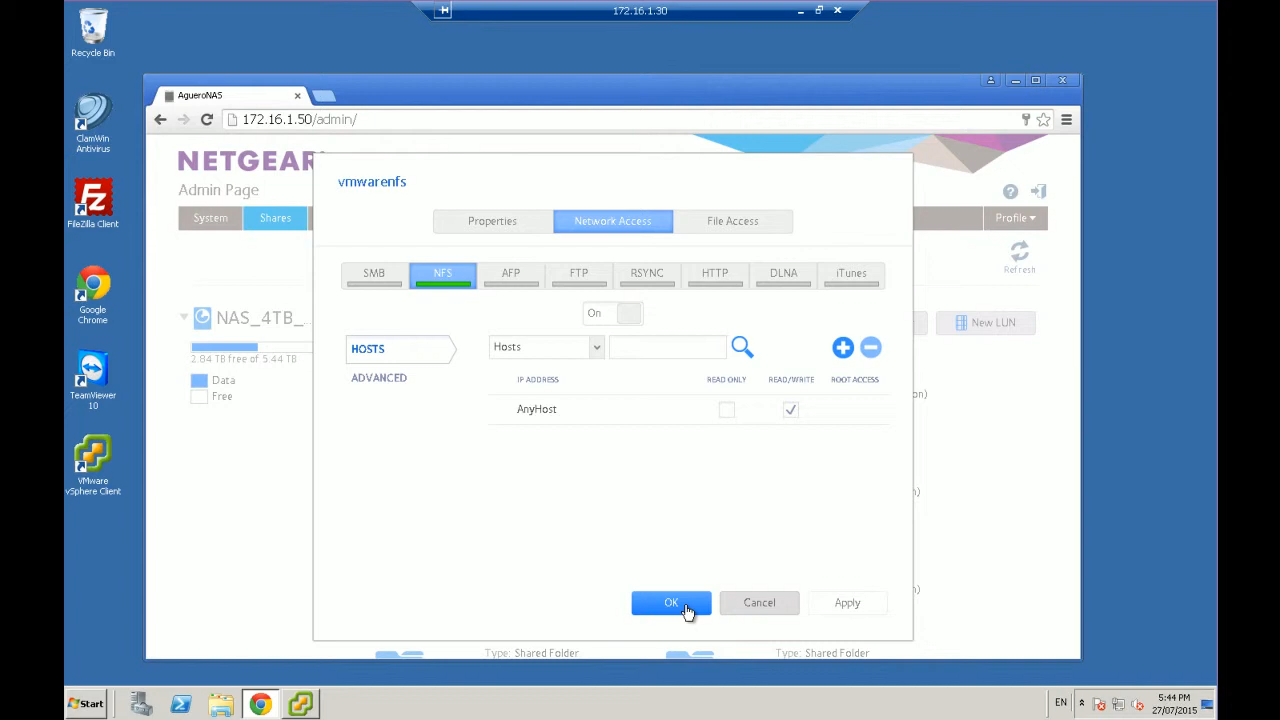 172.16.1.30
Recycle Bin
ClamWin
Antivirus
FileZilla Client
Google
Chrome
TeamViewer
10
VMware
vSphere Client
AgueroNAS
172.16.1.50/admin/
NETGEAR
Admin Page
System
Shares
Profile
Refresh
NAS_4TB_...
2.84 TB free of 5.44 TB
Data
Free
New LUN
vmwarenfs
Properties
Network Access
File Access
SMB
NFS
AFP
FTP
RSYNC
HTTP
DLNA
iTunes
On
HOSTS
ADVANCED
Hosts
IP ADDRESS
READ ONLY
READ/WRITE
ROOT ACCESS
AnyHost
OK
Cancel
Apply
Type: Shared Folder
Type: Shared Folder
Start
EN
5:44 PM
27/07/2015